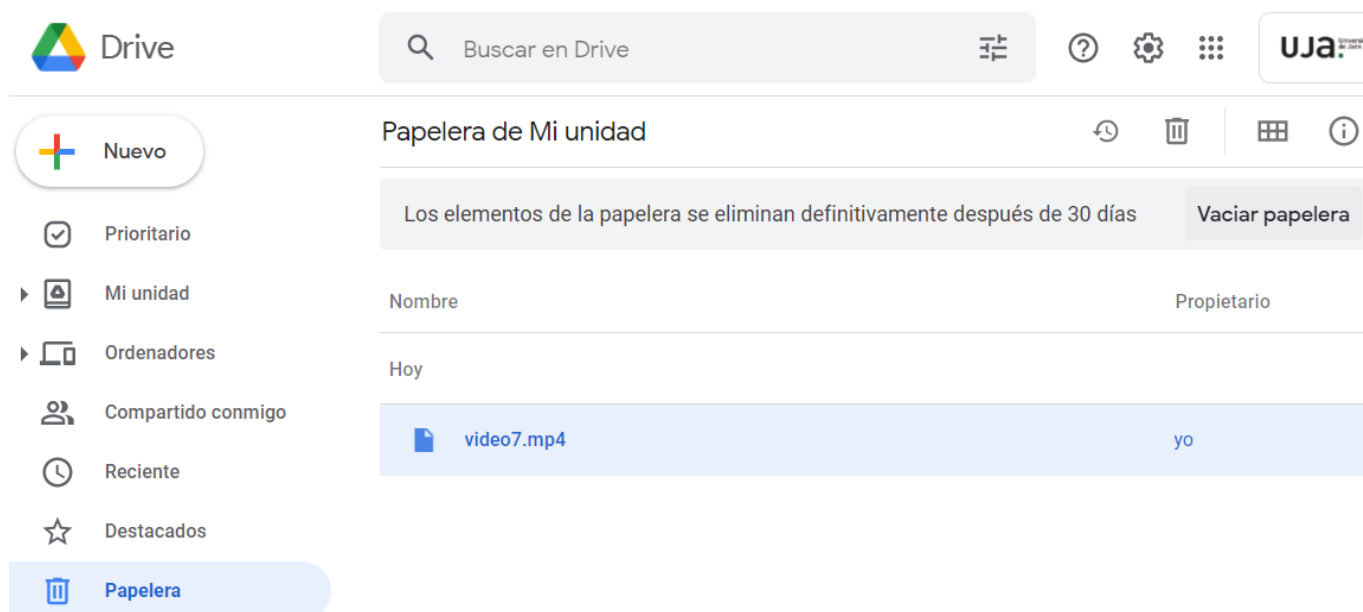 Drive
Buscar en Drive
UJa.
Nuevo
Papelera de Mi unidad
Los elementos de la papelera se eliminan definitivamente después de 30 días
Vaciar papelera
Prioritario
Mi unidad
Ordenadores
Compartido conmigo
Reciente
Destacados
Papelera
Nombre
Propietario
Hoy
video7.mp4
yo